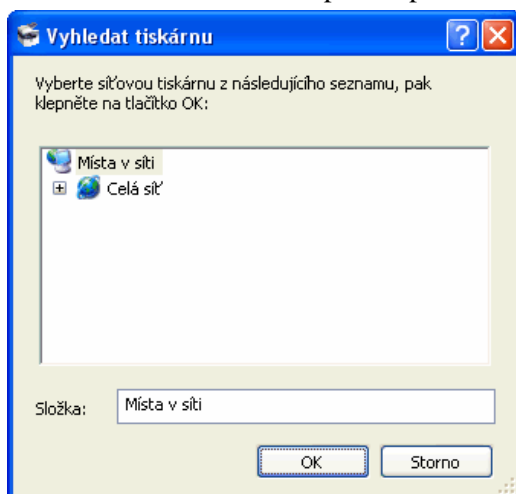 Vyhledat tiskárnu
Vyberte síťovou tiskárnu z následujícího seznamu, pak
klepněte na tlačítko OK:
Místa v síti
Celá síť
Složka: Místa v síti
OK Storno